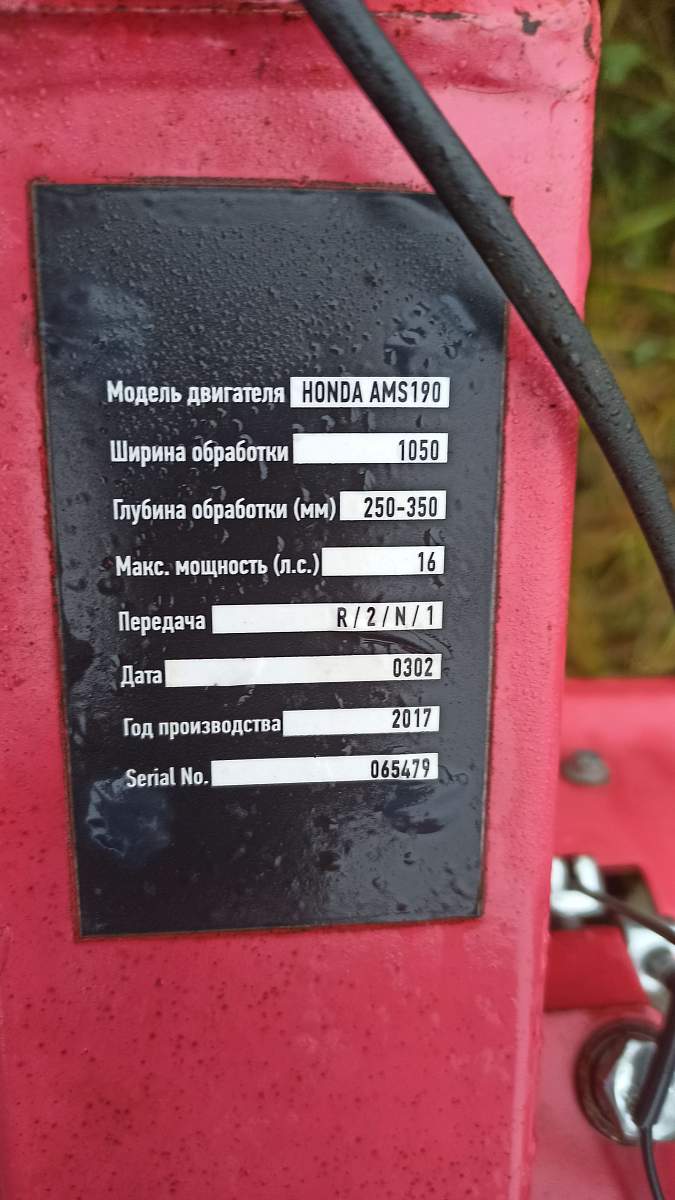 Модель двигателя HONDA AMS190
Ширина обработки 1050
Глубина обработки (мм) 250-350
Макс. мощность (л.с.) 16
Передача R / 2 / N / 1
Дата 0302
Год производства 2017
Serial No. 065479